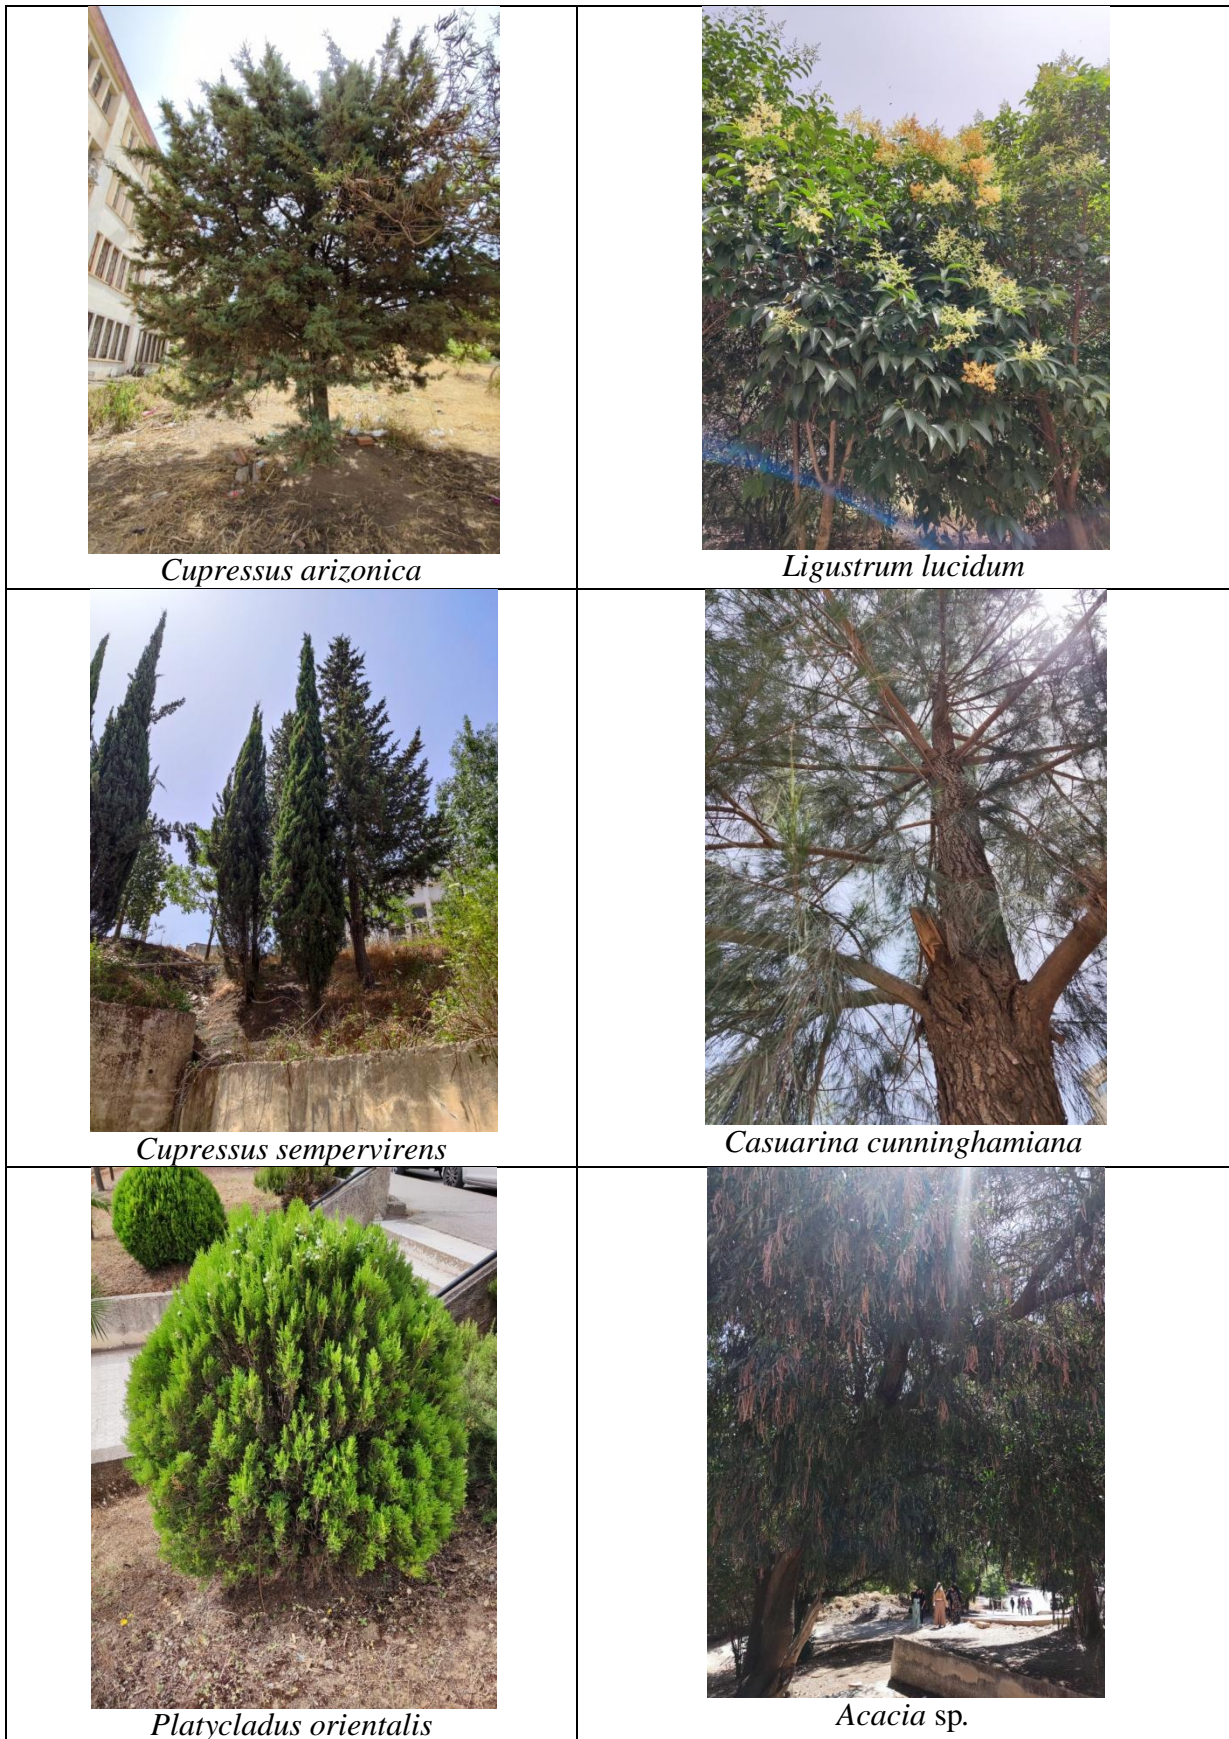 Cupressus arizonica
Ligustrum lucidum
Cupressus sempervirens
Casuarina cunninghamiana
Platycladus orientalis
Acacia sp.